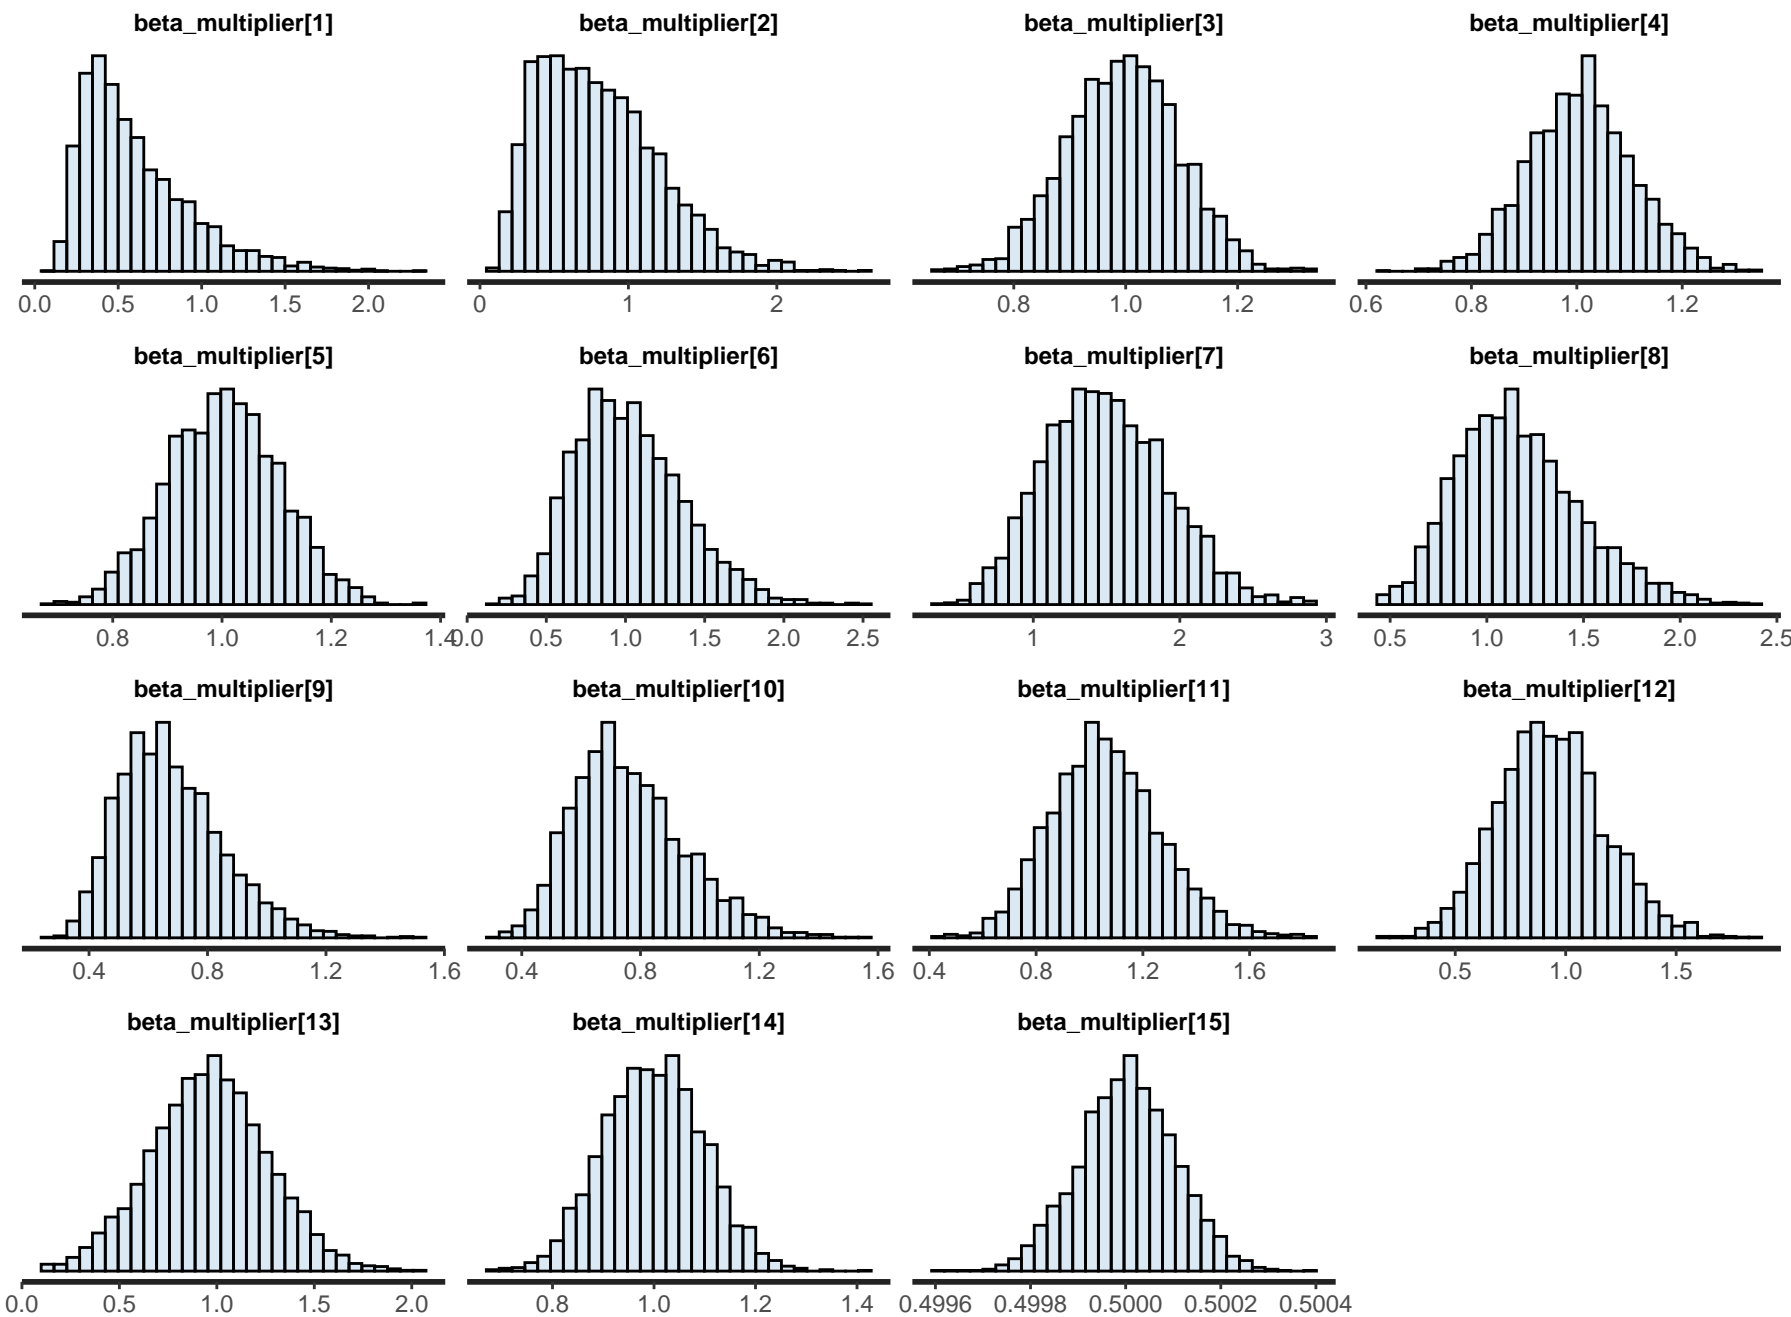 beta_multiplier[1] beta_multiplier[2] beta_multiplier[3] beta_multiplier[4]
0.0 0.5 1.0 1.5 2.0 0 1 2 0.8 1.0 1.2 0.6 0.8 1.0 1.2
beta_multiplier[5] beta_multiplier[6] beta_multiplier[7] beta_multiplier[8]
0.8 1.0 1.2 1.4 0.0 0.5 1.0 1.5 2.0 2.5 1 2 3 0.5 1.0 1.5 2.0 2.5
beta_multiplier[9] beta_multiplier[10] beta_multiplier[11] beta_multiplier[12]
0.4 0.8 1.2 1.6 0.4 0.8 1.2 1.6 0.4 0.8 1.2 1.6 0.5 1.0 1.5
beta_multiplier[13] beta_multiplier[14] beta_multiplier[15]
0.0 0.5 1.0 1.5 2.0 0.8 1.0 1.2 1.4 0.4996 0.4998 0.5000 0.5002 0.5004